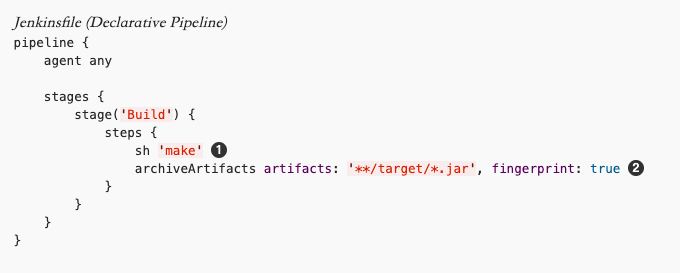 Jenkinsfile (Declarative Pipeline)
pipeline {
    agent any

    stages {
        stage('Build') {
            steps {
                sh 'make' 1
                archiveArtifacts artifacts: '**/target/*.jar', fingerprint: true 2
            }
        }
    }
}